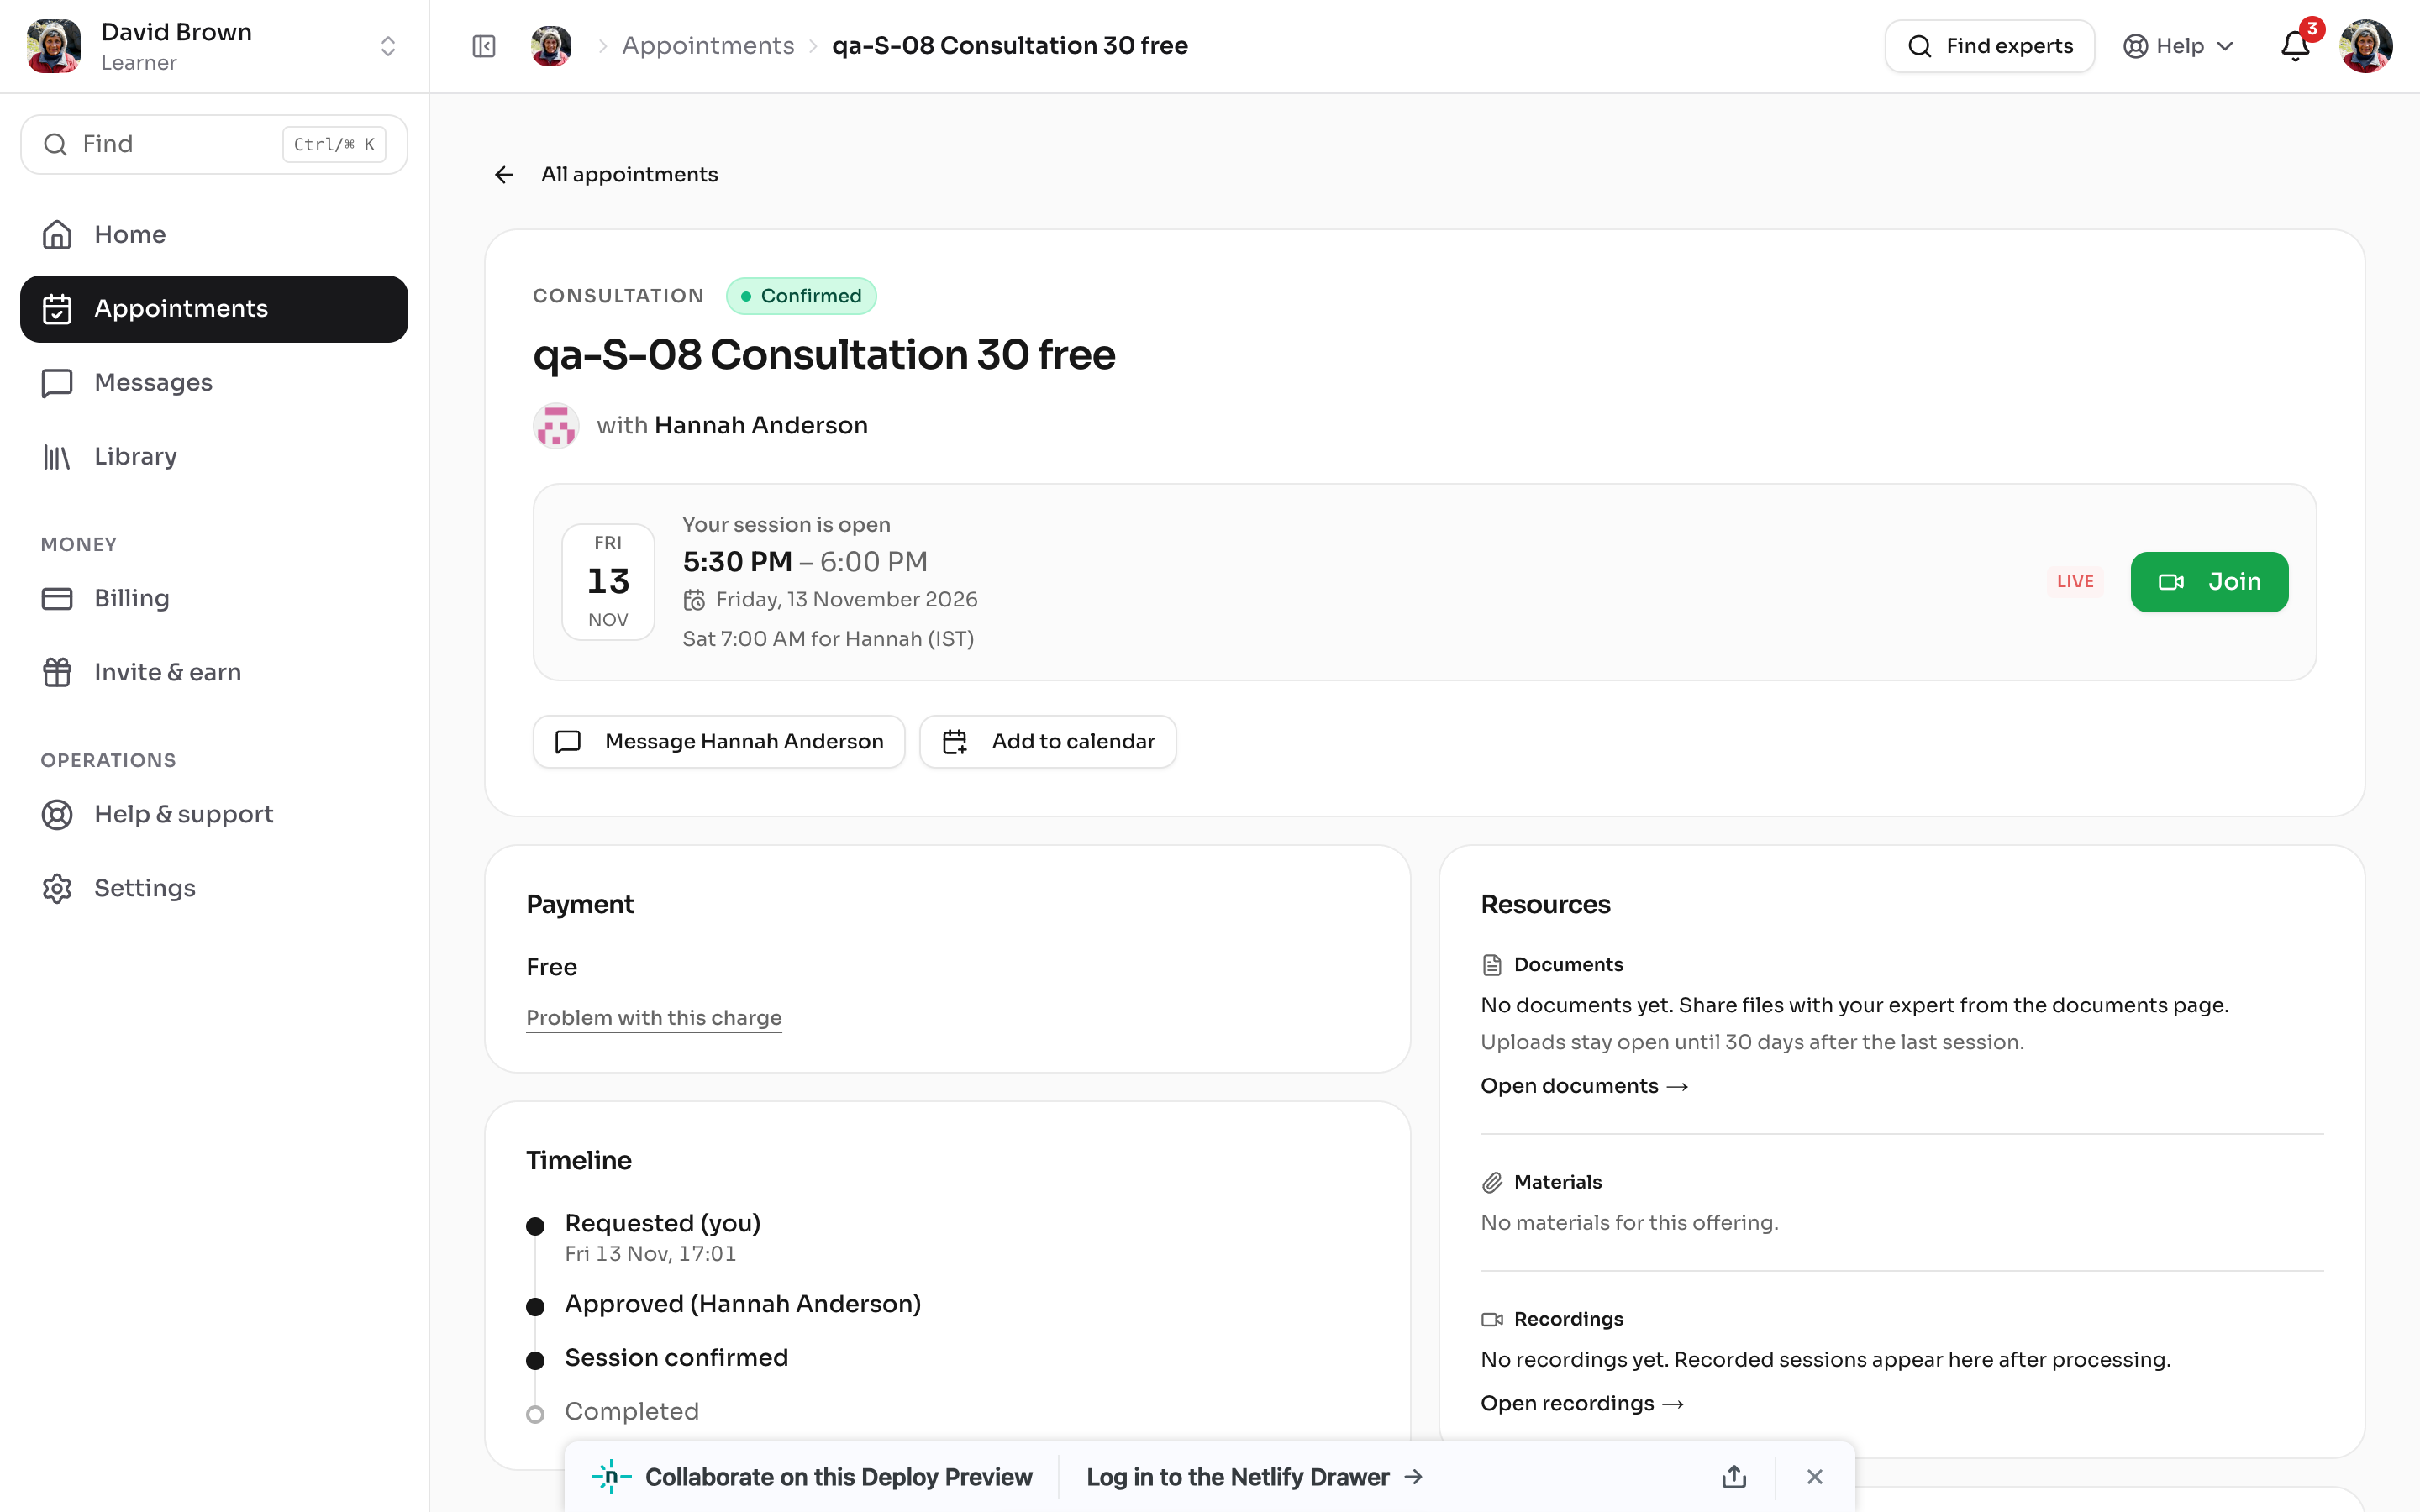 David Brown
Learner
Find
Ctrl/⌘ K
Home
Appointments
Messages
Library
MONEY
Billing
Invite & earn
OPERATIONS
Help & support
Settings
Appointments
qa-S-08 Consultation 30 free
Find experts
Help
3
All appointments
CONSULTATION
Confirmed
qa-S-08 Consultation 30 free
with Hannah Anderson
FRI
13
NOV
Your session is open
5:30 PM – 6:00 PM
Friday, 13 November 2026
Sat 7:00 AM for Hannah (IST)
LIVE
Join
Message Hannah Anderson
Add to calendar
Payment
Free
Problem with this charge
Timeline
Requested (you)
Fri 13 Nov, 17:01
Approved (Hannah Anderson)
Session confirmed
Completed
Resources
Documents
No documents yet. Share files with your expert from the documents page.
Uploads stay open until 30 days after the last session.
Open documents →
Materials
No materials for this offering.
Recordings
No recordings yet. Recorded sessions appear here after processing.
Open recordings →
Collaborate on this Deploy Preview
Log in to the Netlify Drawer →